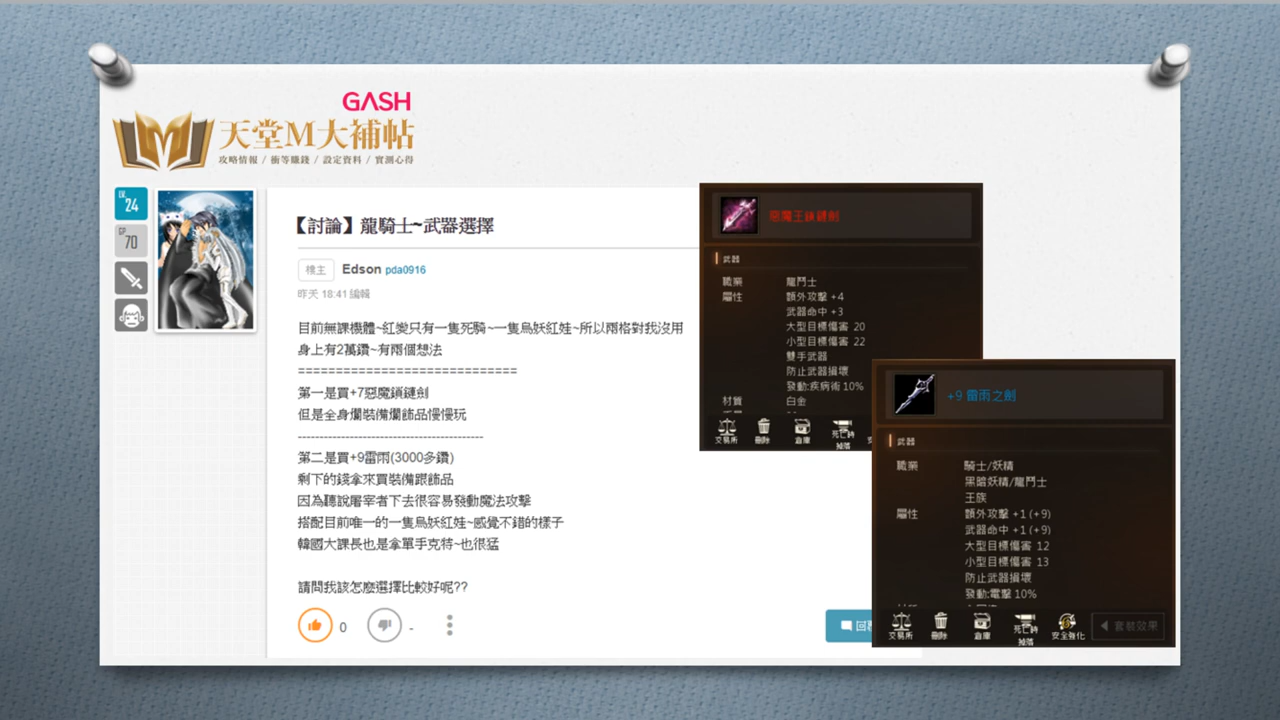 GASH
天堂M大補帖
攻略情報 / 衝等賺錢 / 設定資料 / 實測心得
LV. 24
GP 70
【討論】龍騎士~武器選擇
樓主 Edson pda0916
昨天 18:41 編輯
目前無課機體~紅變只有一隻死騎~一隻烏妖紅娃~所以兩格對我沒用
身上有2萬鑽~有兩個想法
=============================
第一是買+7惡魔鎖鏈劍
但是全身爛裝備爛飾品慢慢玩
------------------------------------------
第二是買+9雷雨(3000多鑽)
剩下的錢拿來買裝備跟飾品
因為聽說屠宰者下去很容易發動魔法攻擊
搭配目前唯一的一隻烏妖紅娃~感覺不錯的樣子
韓國大課長也是拿單手克特~也很猛
請問我該怎麼選擇比較好呢??
0
-
回
惡魔王鎖鏈劍
武器
職業 龍鬥士
屬性 額外攻擊 +4
武器命中 +3
大型目標傷害 20
小型目標傷害 22
雙手武器
防止武器損壞
發動:疾病術 10%
材質 白金
交易所 刪除 倉庫 死亡時掉落
+9 雷雨之劍
武器
職業 騎士/妖精
黑暗妖精/龍鬥士
王族
屬性 額外攻擊 +1 (+9)
武器命中 +1 (+9)
大型目標傷害 12
小型目標傷害 13
防止武器損壞
發動:電擊 10%
交易所 刪除 倉庫 死亡時掉落 安全強化 套裝效果